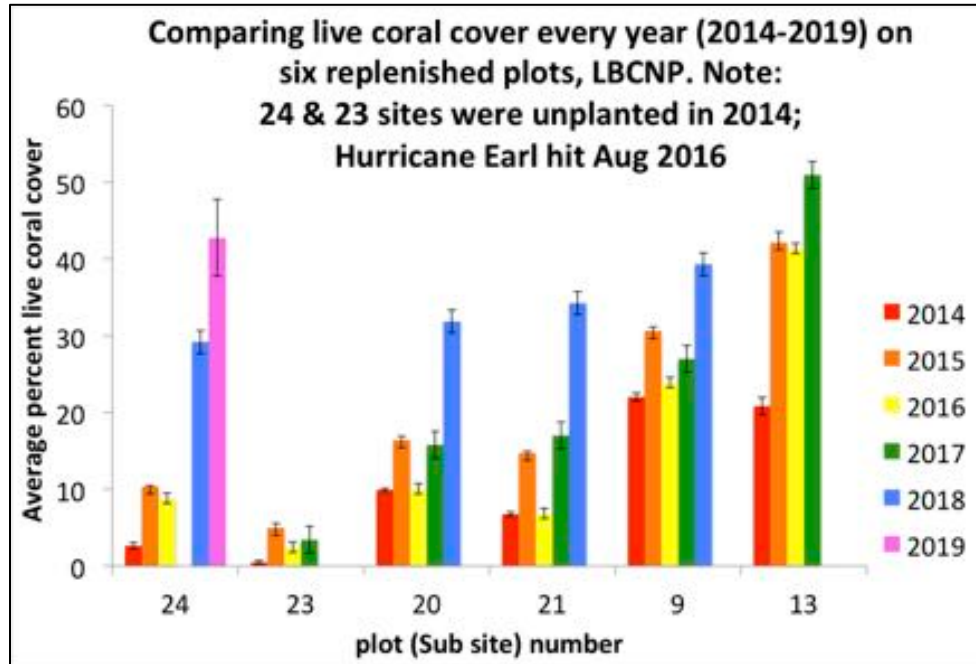 Comparing live coral cover every year (2014-2019) on
six replenished plots, LBCNP. Note:
24 & 23 sites were unplanted in 2014;
Hurricane Earl hit Aug 2016
Average percent live coral cover
60
50
40
30
20
10
0
24 23 20 21 9 13
plot (Sub site) number
2014
2015
2016
2017
2018
2019